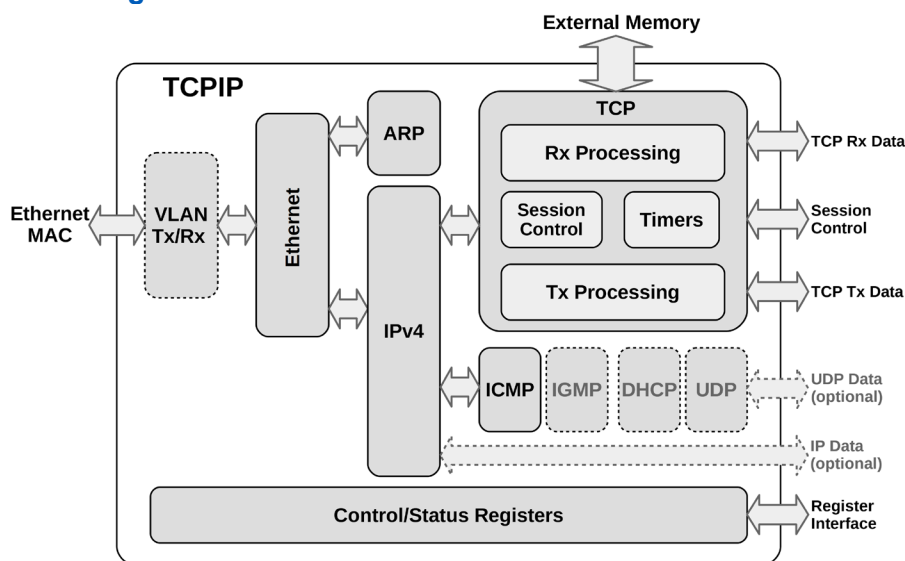 External Memory
TCPIP
TCP
ARP
Rx Processing
TCP Rx Data
Ethernet
MAC
VLAN
Tx/Rx
Ethernet
Session
Control
Timers
Session
Control
Tx Processing
TCP Tx Data
IPv4
ICMP
IGMP
DHCP
UDP
UDP Data
(optional)
IP Data
(optional)
Control/Status Registers
Register
Interface